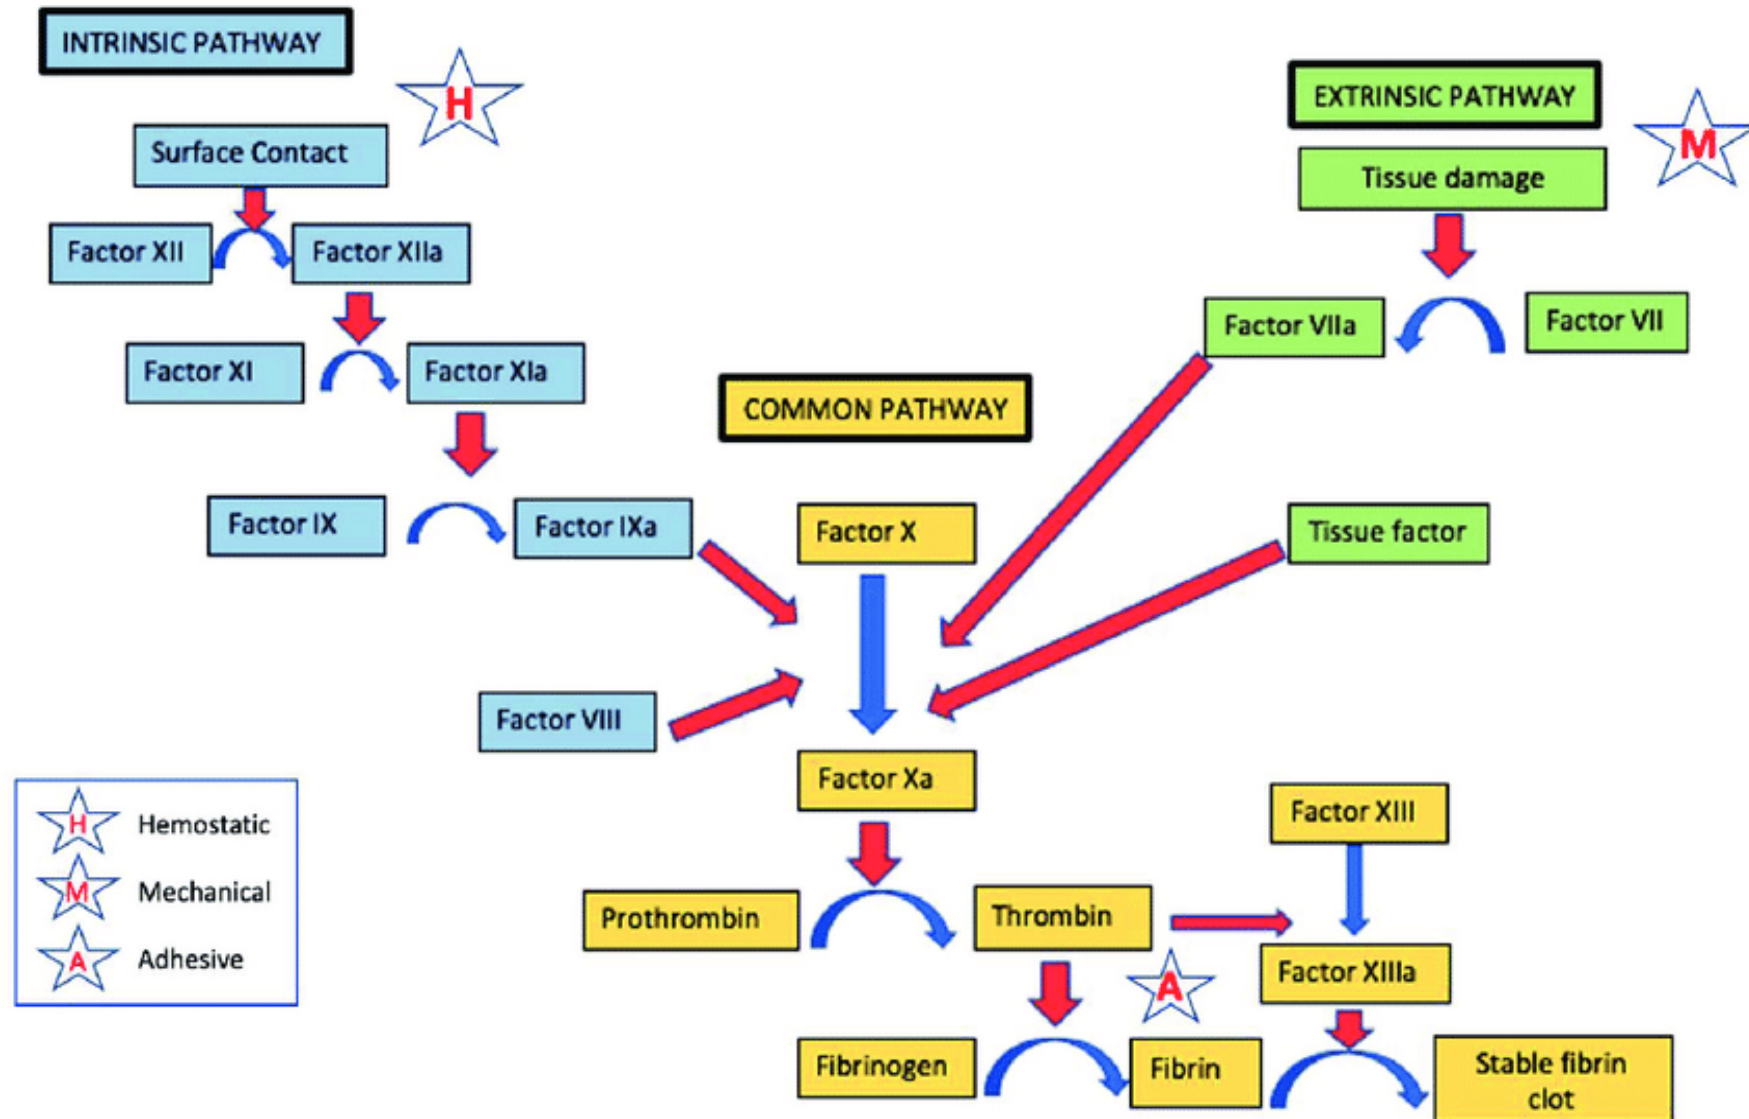 INTRINSIC PATHWAY
H
EXTRINSIC PATHWAY
M
Surface Contact
Tissue damage
Factor XII
Factor XIIa
Factor VIIa
Factor VII
Factor XI
Factor XIa
COMMON PATHWAY
Factor IX
Factor IXa
Factor X
Tissue factor
Factor VIII
Factor Xa
Factor XIII
H Hemostatic
M Mechanical
A Adhesive
Prothrombin
Thrombin
A
Factor XIIIa
Fibrinogen
Fibrin
Stable fibrin
clot